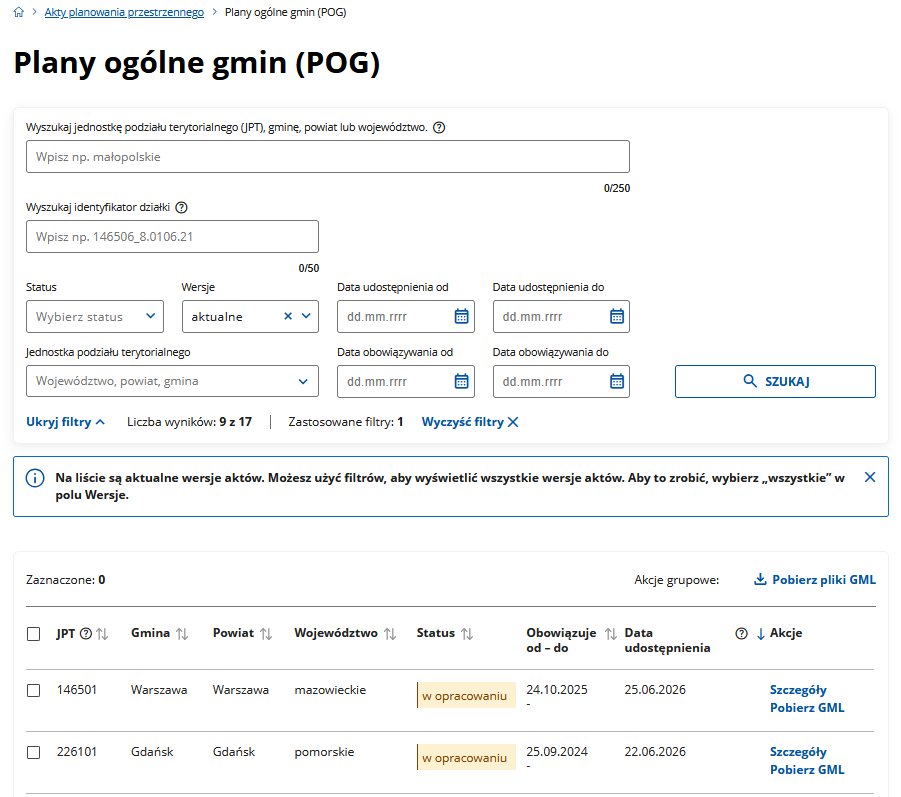 Akty planowania przestrzennego > Plany ogólne gmin (POG)
Plany ogólne gmin (POG)
Wyszukaj jednostkę podziału terytorialnego (JPT), gminę, powiat lub województwo. ?
Wpisz np. małopolskie
0/250
Wyszukaj identyfikator działki ?
Wpisz np. 146506_8.0106.21
0/50
Status Wersje Data udostępnienia od Data udostępnienia do
Wybierz status aktualne dd.mm.rrrr dd.mm.rrrr
Jednostka podziału terytorialnego Data obowiązywania od Data obowiązywania do
Województwo, powiat, gmina dd.mm.rrrr dd.mm.rrrr SZUKAJ
Ukryj filtry Liczba wyników: 9 z 17 | Zastosowane filtry: 1 Wyczyść filtry
Na liście są aktualne wersje aktów. Możesz użyć filtrów, aby wyświetlić wszystkie wersje aktów. Aby to zrobić, wybierz „wszystkie” w
polu Wersje.
Zaznaczone: 0 Akcje grupowe: Pobierz pliki GML
JPT ? Gmina Powiat Województwo Status Obowiązuje Data ? Akcje
od – do udostępnienia
146501 Warszawa Warszawa mazowieckie w opracowaniu 24.10.2025 25.06.2026 Szczegóły
- Pobierz GML
226101 Gdańsk Gdańsk pomorskie w opracowaniu 25.09.2024 22.06.2026 Szczegóły
- Pobierz GML